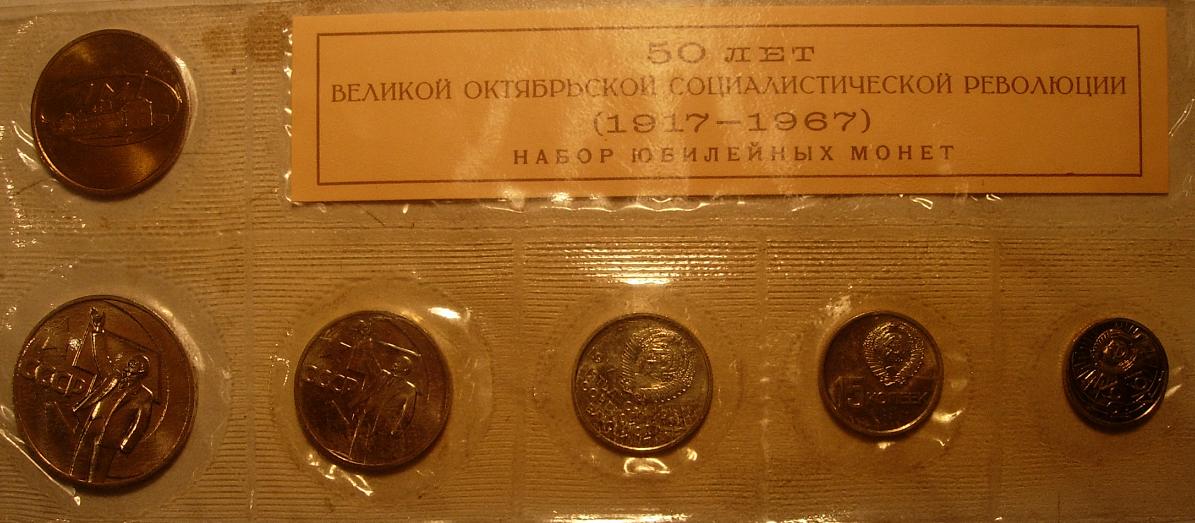 50 ЛЕТ
ВЕЛИКОЙ ОКТЯБРЬСКОЙ СОЦИАЛИСТИЧЕСКОЙ РЕВОЛЮЦИИ
(1917–1967)
НАБОР ЮБИЛЕЙНЫХ МОНЕТ
СССР
СССР
15 КОПЕЕК